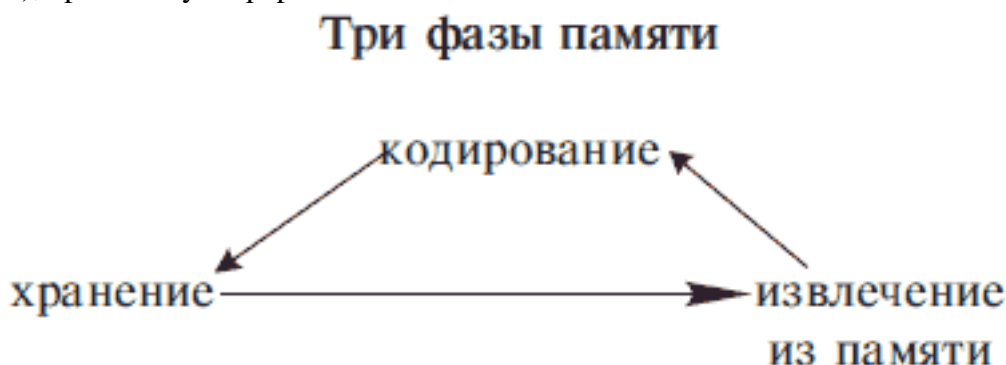 Три фазы памяти
кодирование
хранение
извлечение
из памяти